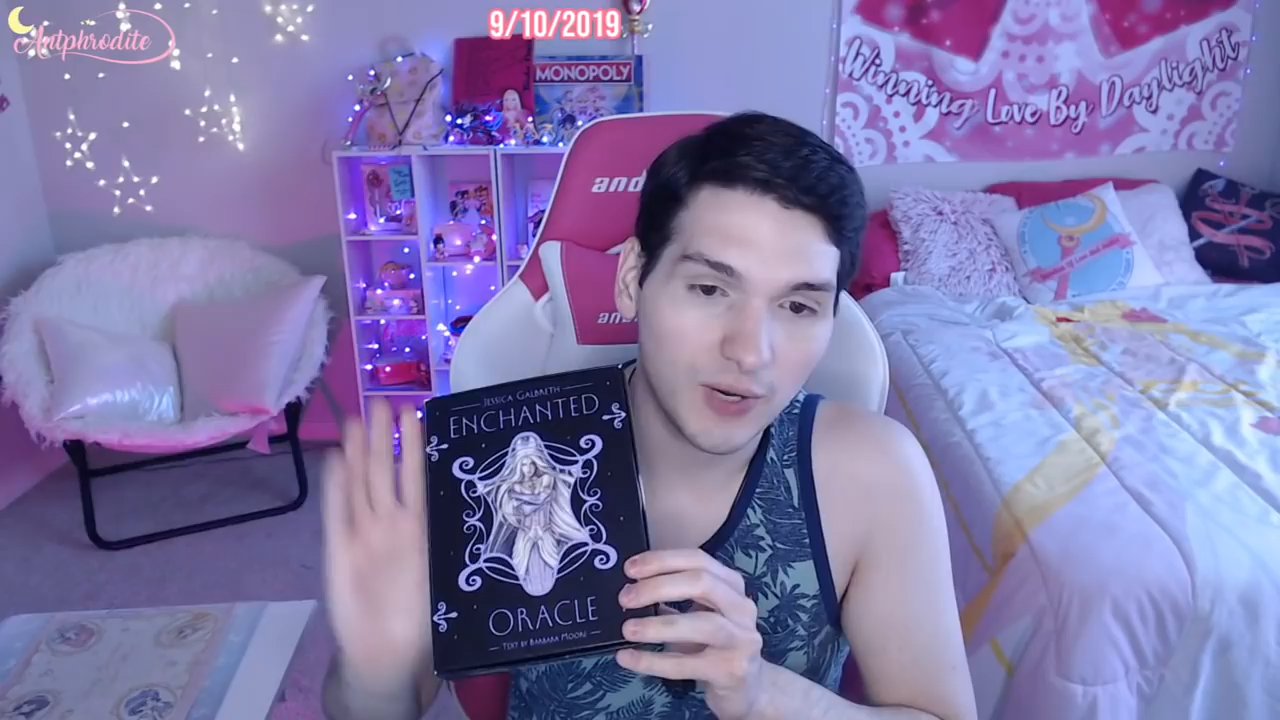 Antphrodite
9/10/2019
MONOPOLY
Winning Love By Daylight
and
and
JESSICA GALBRETH
ENCHANTED
ORACLE
TEXT BY BARBARA MOORE